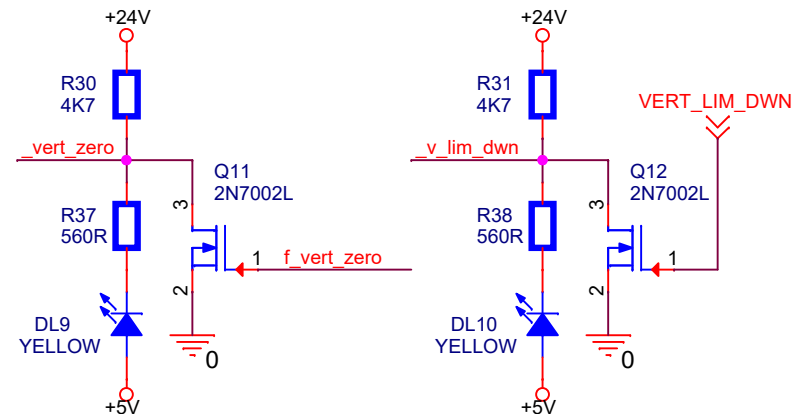 +24V
R30
4K7
_vert_zero
Q11
2N7002L
3
R37
560R
1
f_vert_zero
2
DL9
YELLOW
0
+5V
+24V
R31
4K7
VERT_LIM_DWN
_v_lim_dwn
Q12
2N7002L
3
R38
560R
1
2
DL10
YELLOW
0
+5V